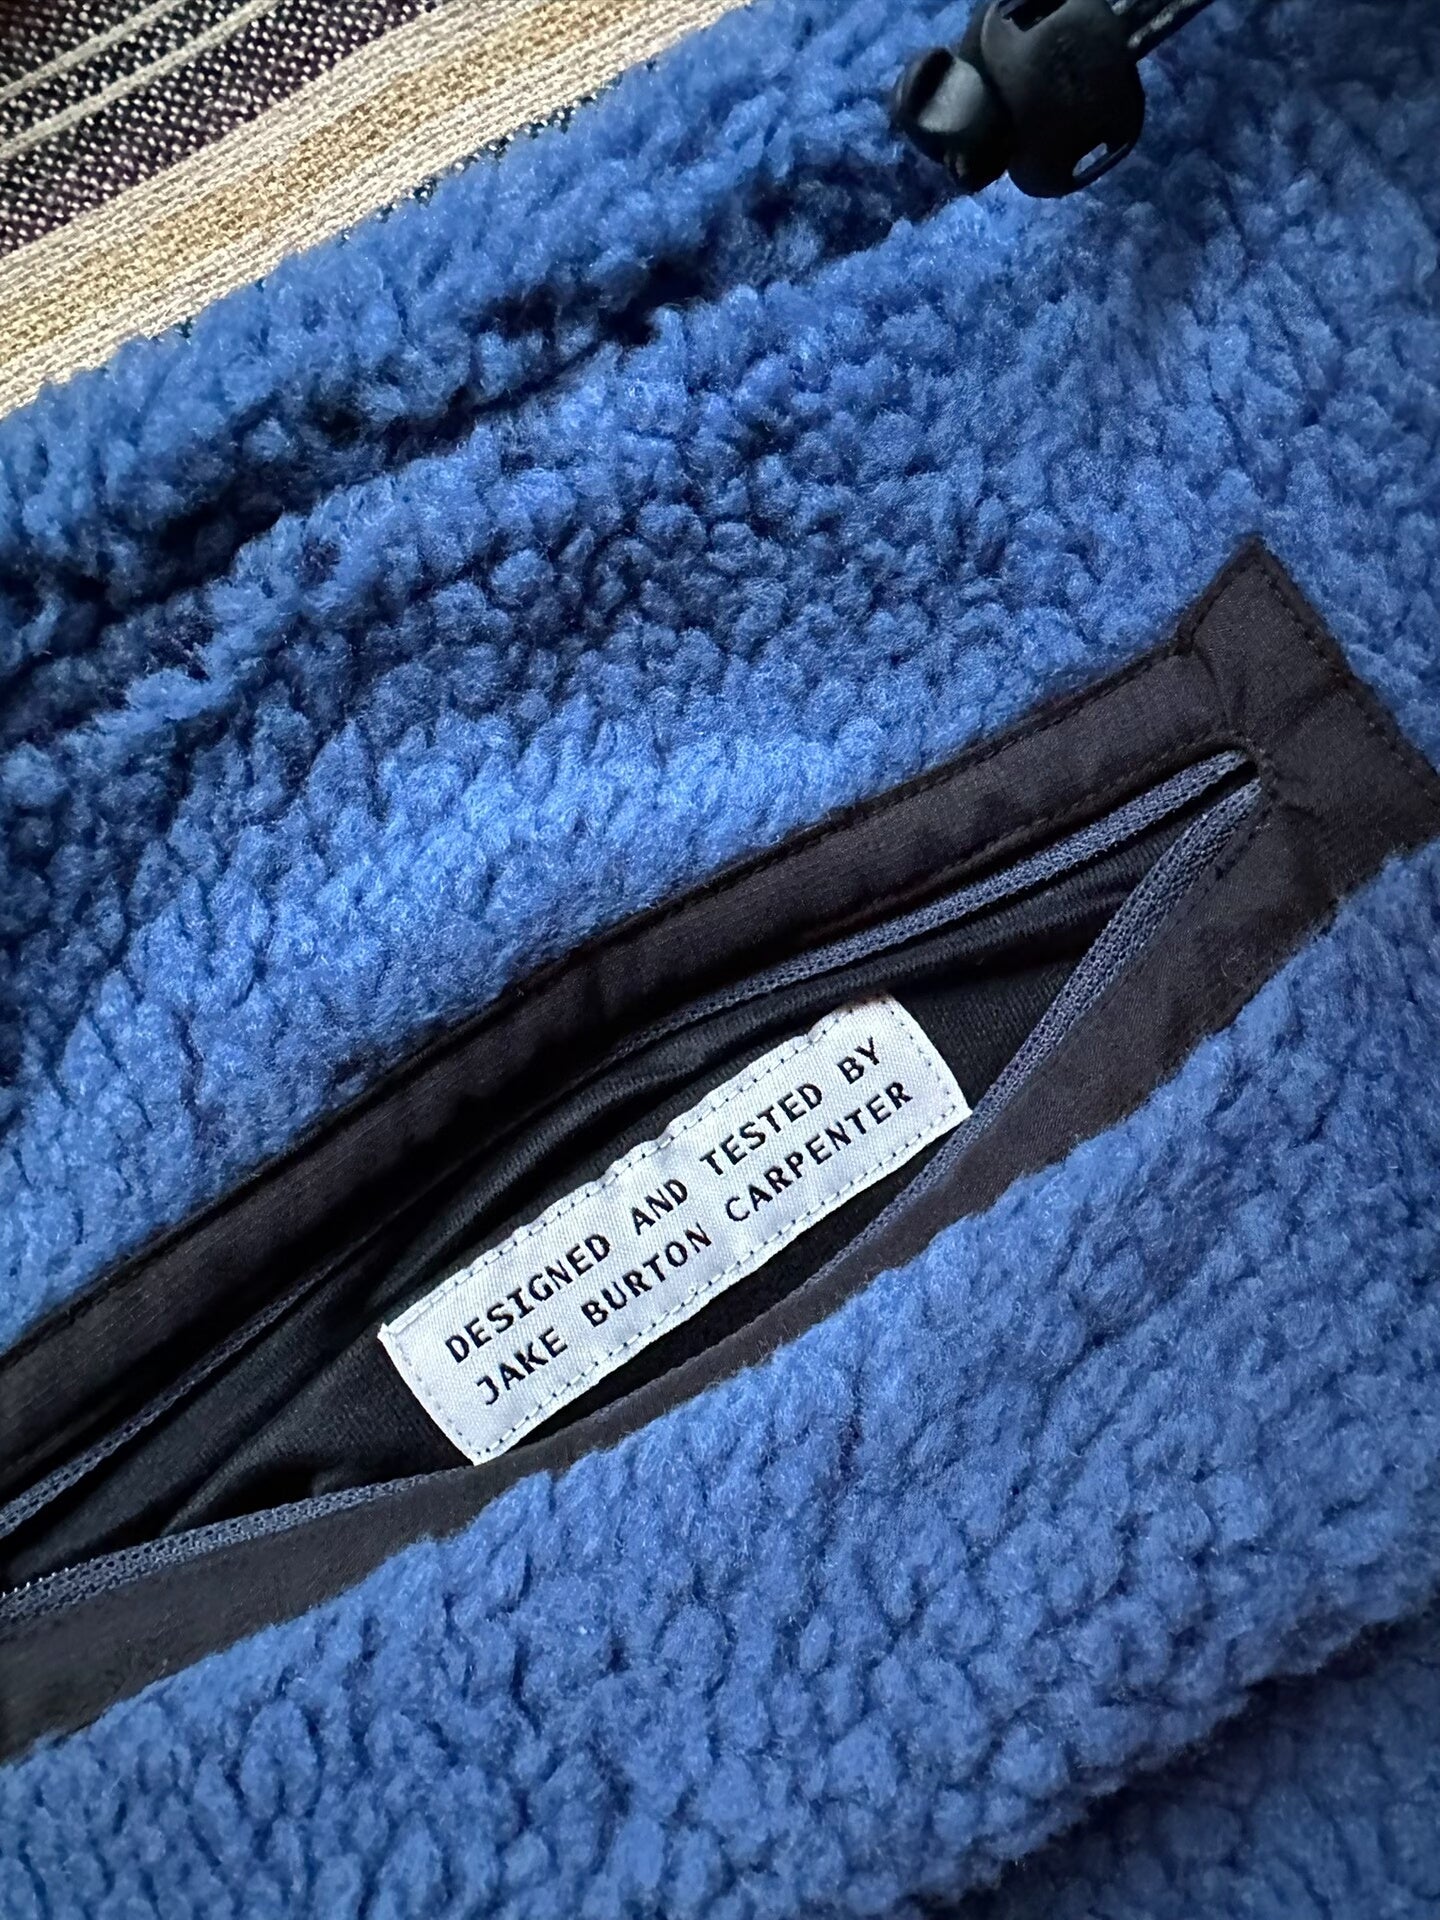 DESIGNED AND TESTED BY
JAKE BURTON CARPENTER